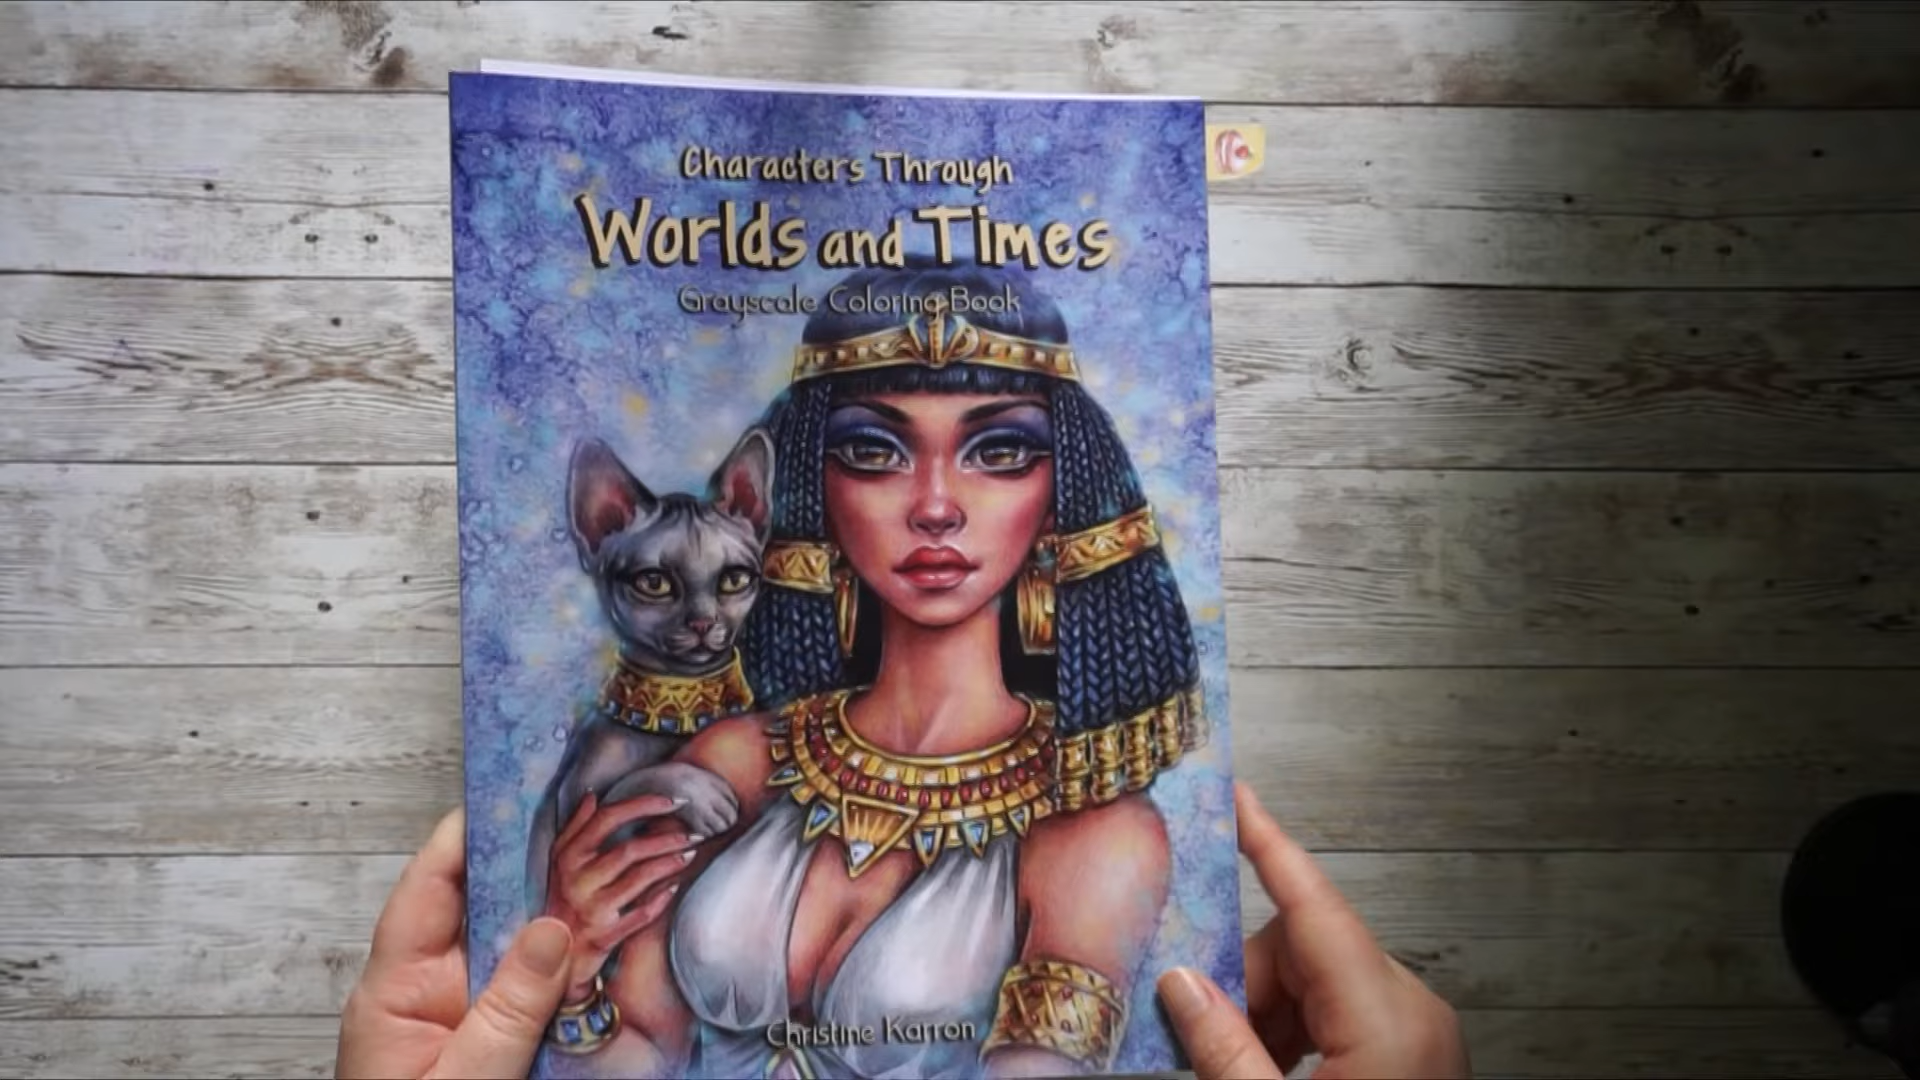 Characters Through
Worlds and Times
Grayscale Coloring Book
Christine Karron